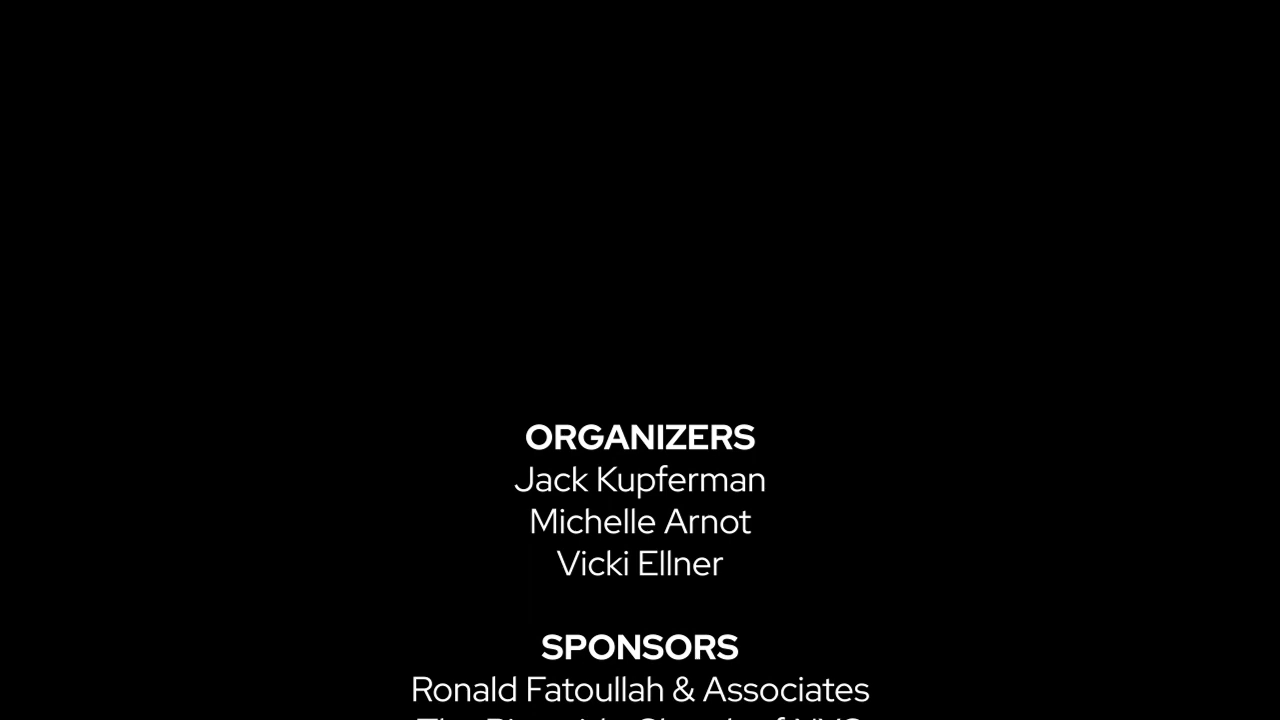 ORGANIZERS
Jack Kupferman
Michelle Arnot
Vicki Ellner
SPONSORS
Ronald Fatoullah & Associates